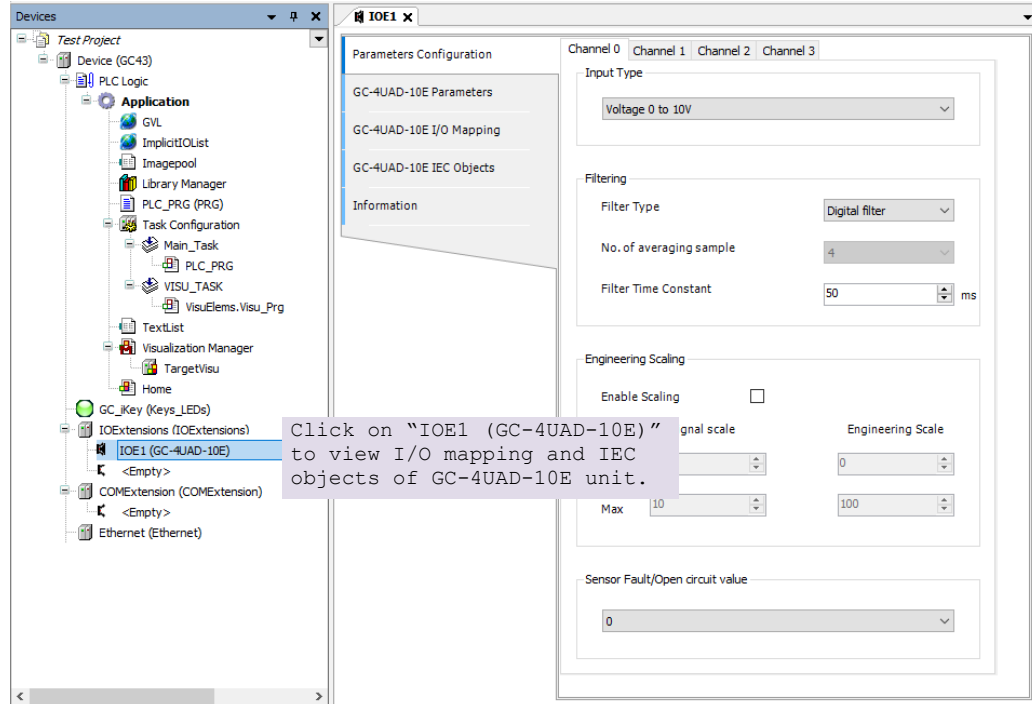 Devices
Test Project
Device (GC43)
PLC Logic
Application
GVL
ImplicitIOList
Imagepool
Library Manager
PLC_PRG (PRG)
Task Configuration
Main_Task
PLC_PRG
VISU_TASK
VisuElems.Visu_Prg
TextList
Visualization Manager
TargetVisu
Home
GC_iKey (Keys_LEDs)
IOExtensions (IOExtensions)
IOE1 (GC-4UAD-10E)
<Empty>
COMExtension (COMExtension)
<Empty>
Ethernet (Ethernet)
Click on “IOE1 (GC-4UAD-10E)”
to view I/O mapping and IEC
objects of GC-4UAD-10E unit.
IOE1
Parameters Configuration
GC-4UAD-10E Parameters
GC-4UAD-10E I/O Mapping
GC-4UAD-10E IEC Objects
Information
Channel 0 Channel 1 Channel 2 Channel 3
Input Type
Voltage 0 to 10V
Filtering
Filter Type Digital filter
No. of averaging sample 4
Filter Time Constant 50 ms
Engineering Scaling
Enable Scaling
gnal scale Engineering Scale
0
Max 10 100
Sensor Fault/Open circuit value
0